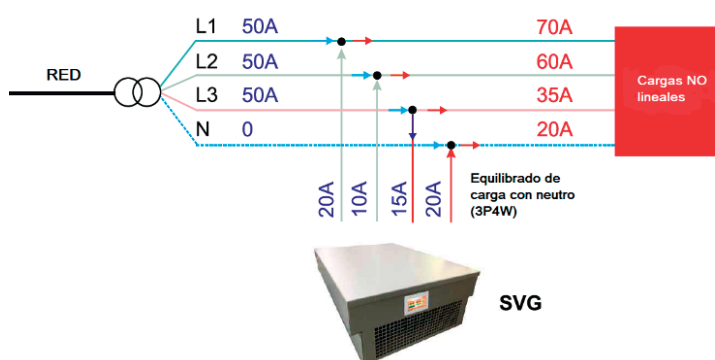 L1 50A 70A
L2 50A 60A
RED
L3 50A 35A
N 0 20A
Cargas NO
lineales
20A 10A 15A 20A
Equilibrado de
carga con neutro
(3P4W)
SVG